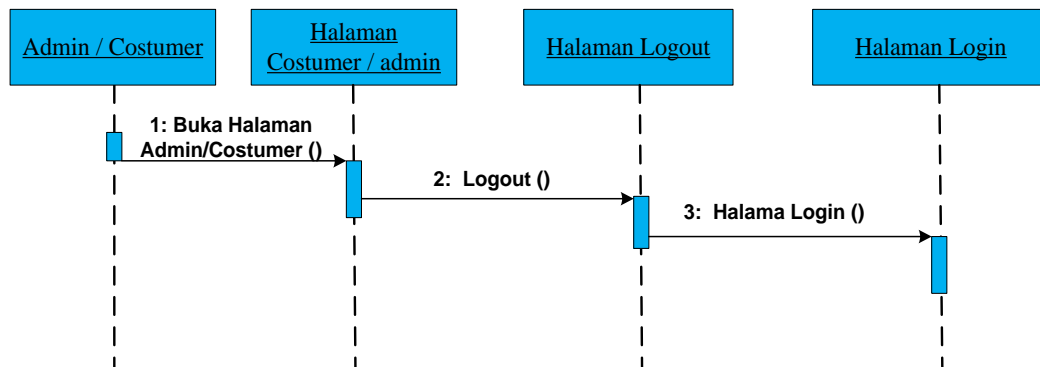 Admin / Costumer
Halaman
Costumer / admin
Halaman Logout
Halaman Login
1: Buka Halaman
Admin/Costumer ()
2:  Logout ()
3:  Halama Login ()